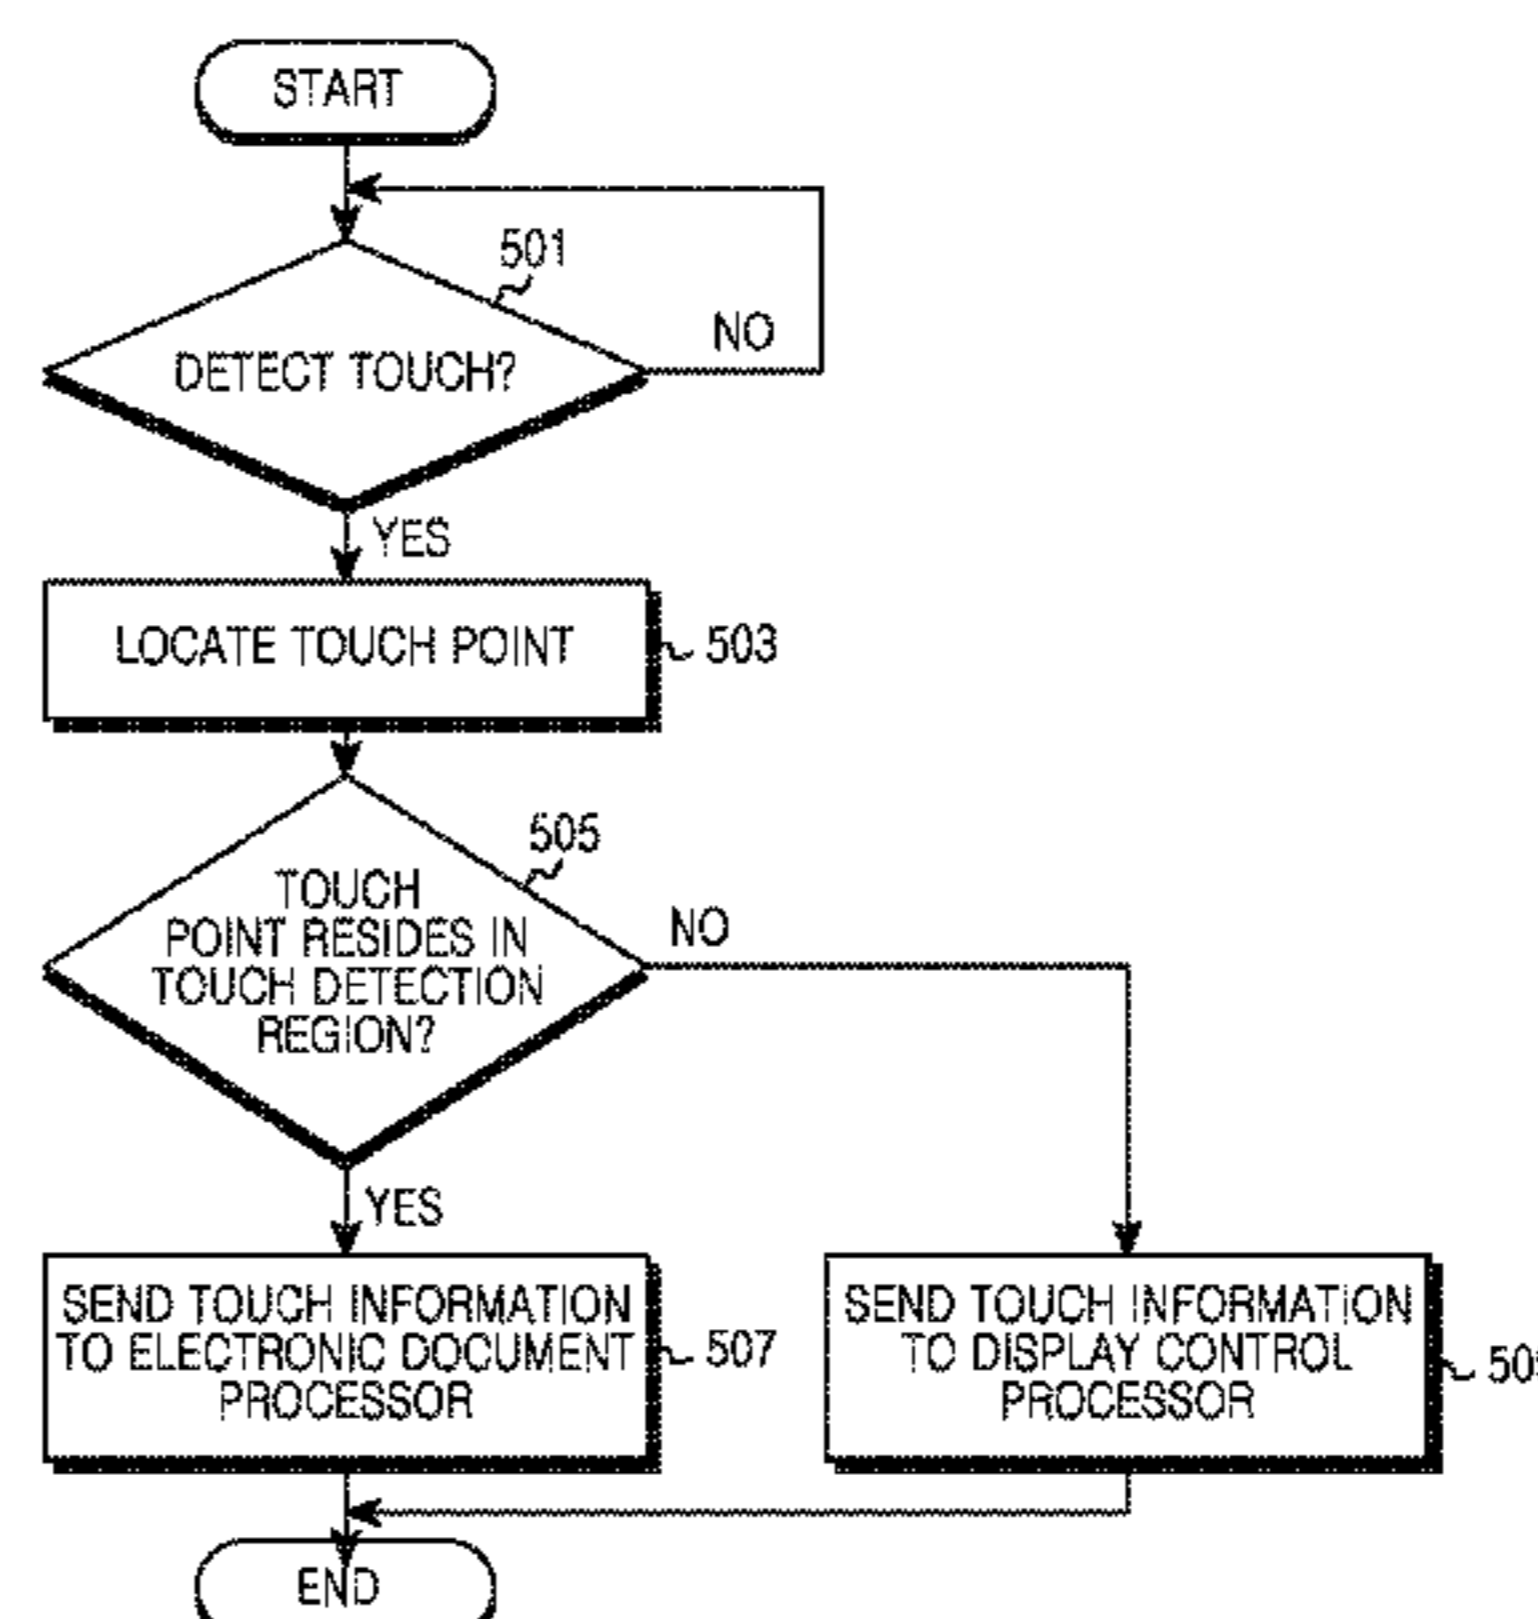 START
501
DETECT TOUCH?
NO
YES
LOCATE TOUCH POINT
503
505
TOUCH
POINT RESIDES IN
TOUCH DETECTION
REGION?
NO
YES
SEND TOUCH INFORMATION
TO ELECTRONIC DOCUMENT
PROCESSOR
507
SEND TOUCH INFORMATION
TO DISPLAY CONTROL
PROCESSOR
END